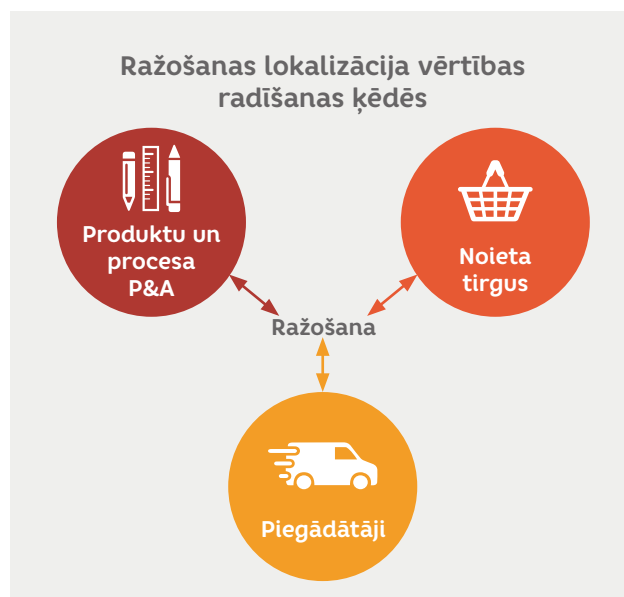 Ražošanas lokalizācija vērtības
radīšanas ķēdēs
Produktu un
procesa
P&A
Noieta
tirgus
Ražošana
Piegādātāji